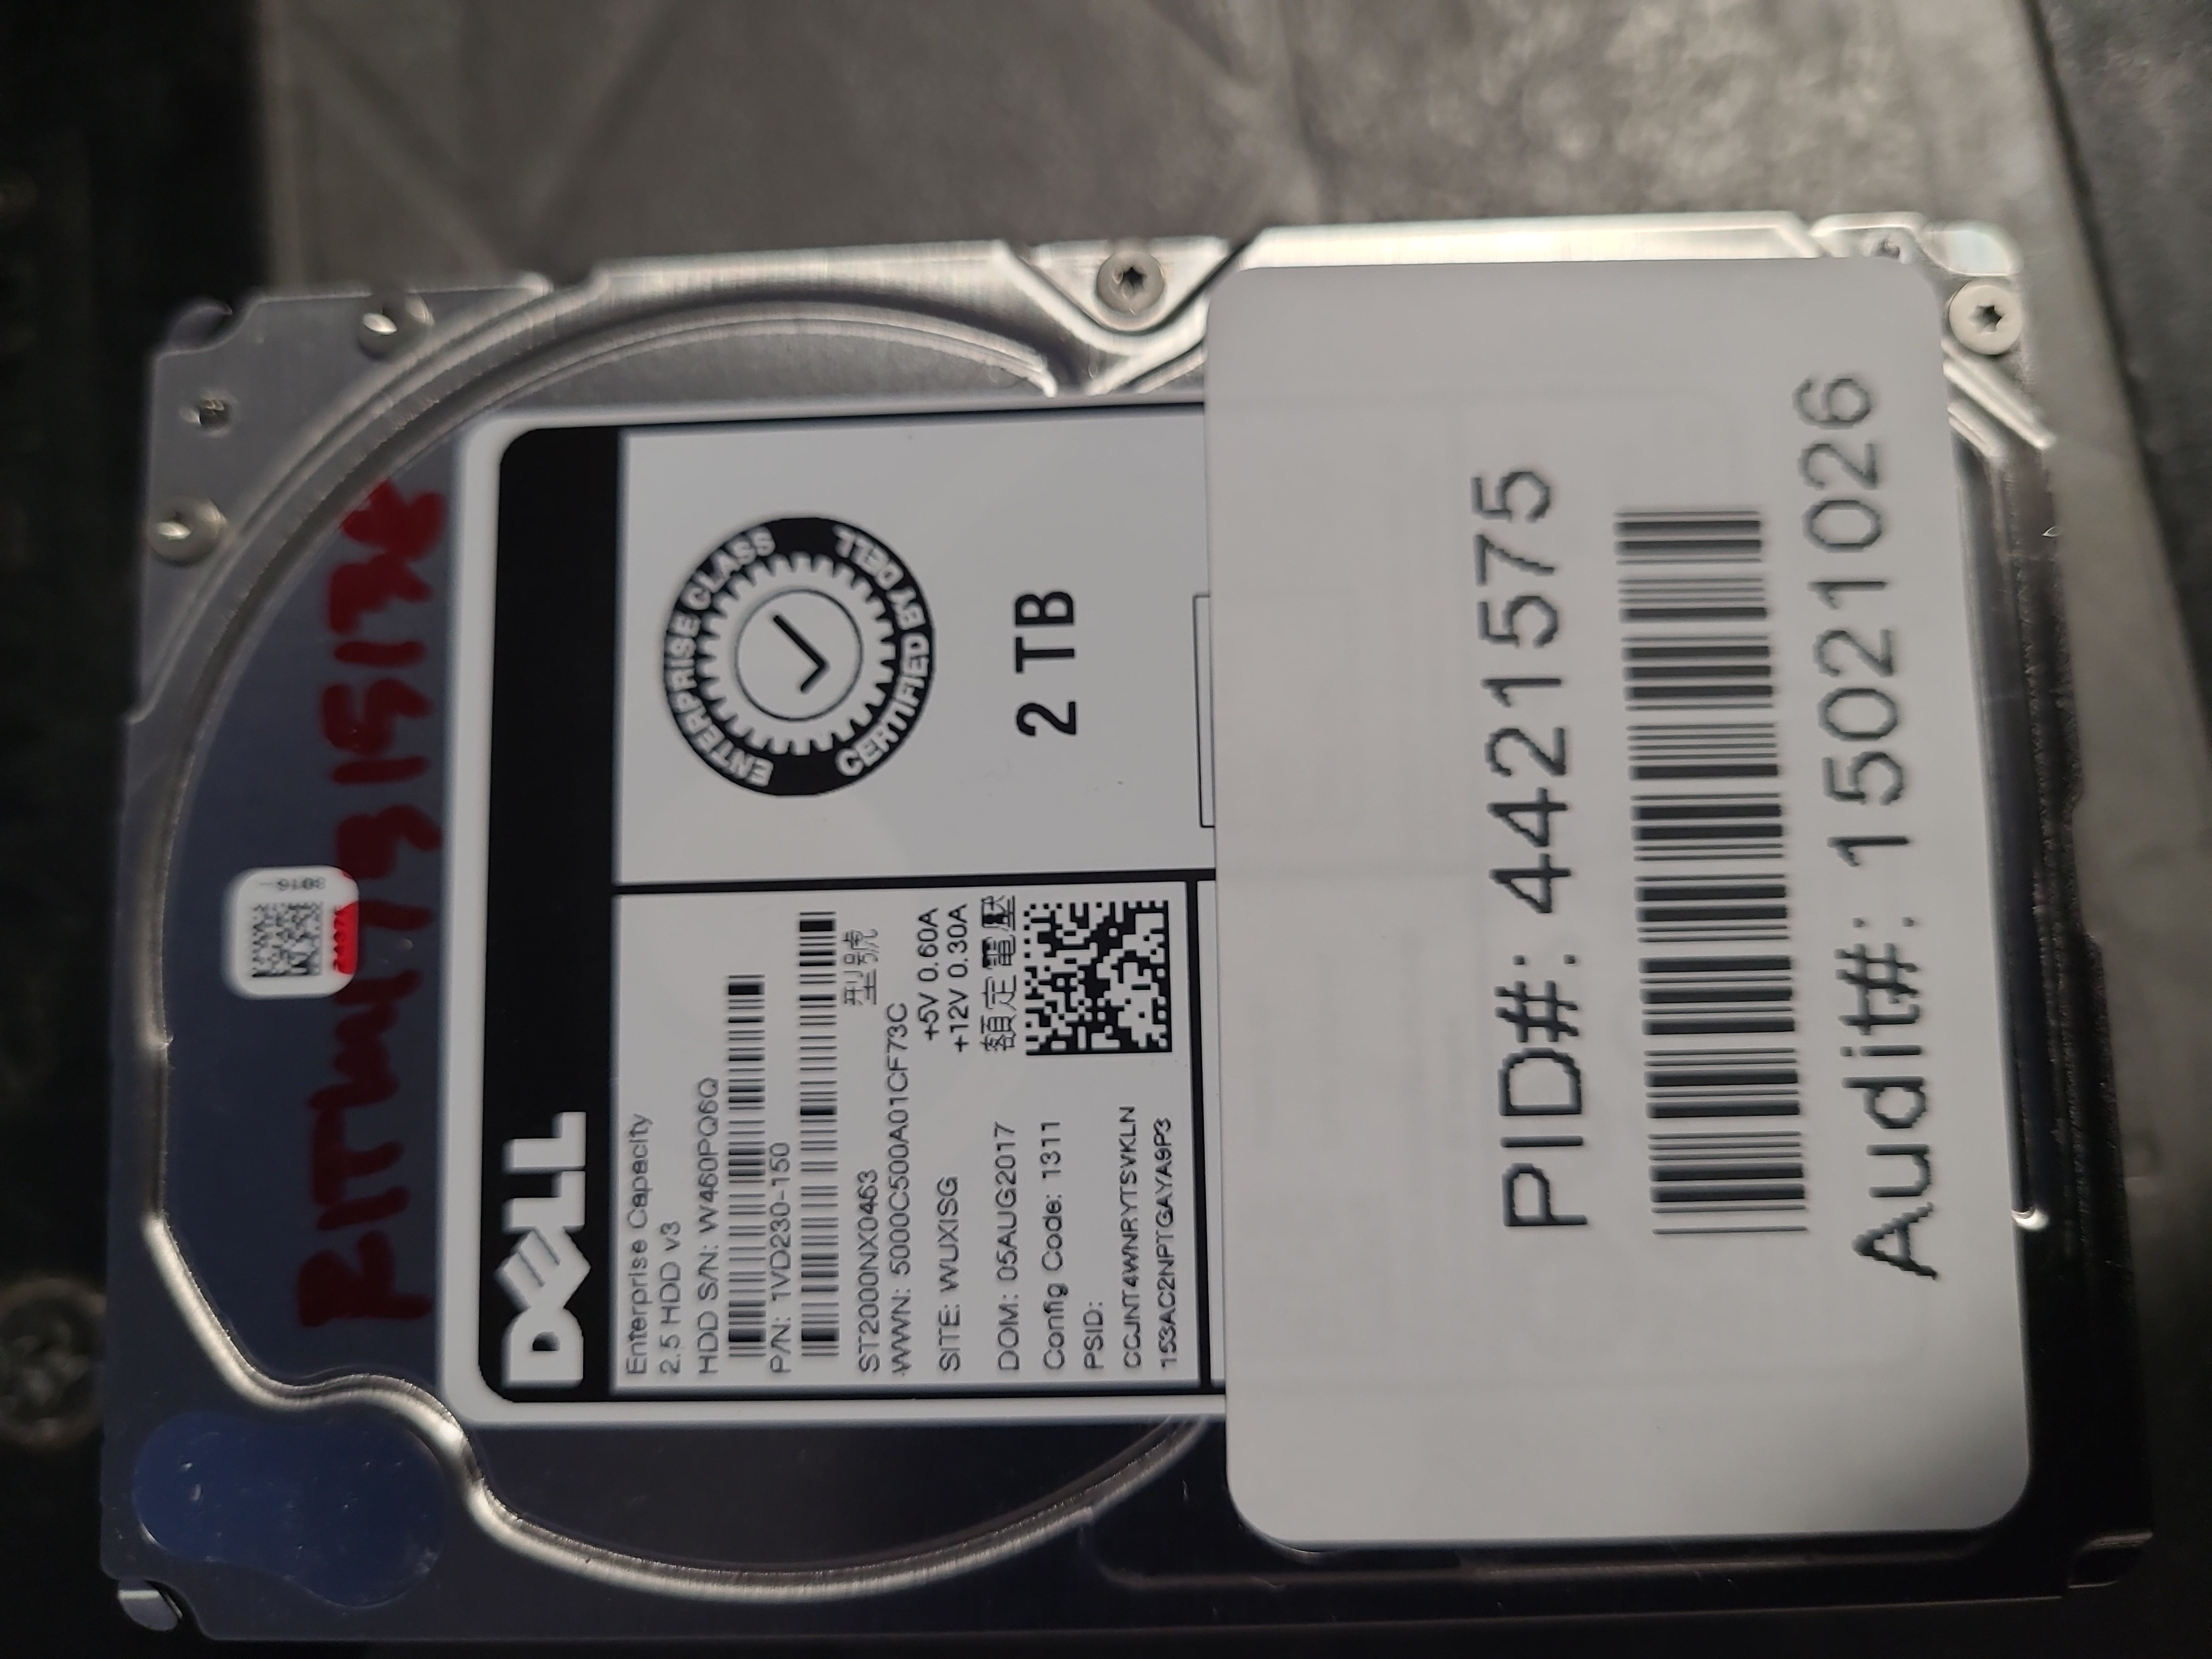 RITM17315138
DELL
Enterprise Capacity
2.5 HDD v3
HDD S/N: W460PQ6Q
P/N: 1VD230-150
ST2000NX0463 型號
WWN: 5000C500A01CF73C
+5V 0.60A
SITE: WUXISG
+12V 0.30A
額定電壓
DOM: 05AUG2017
Config Code: 1311
PSID:
CCJNT4WNRYTSVKLN
153AC2NPTGAYA9P3
ENTERPRISE CLASS
CERTIFIED BY DELL
2 TB
PID#: 4421575
Audit#: 15021026